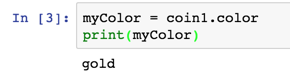 In [3]: myColor = coin1.color
print(myColor)
gold